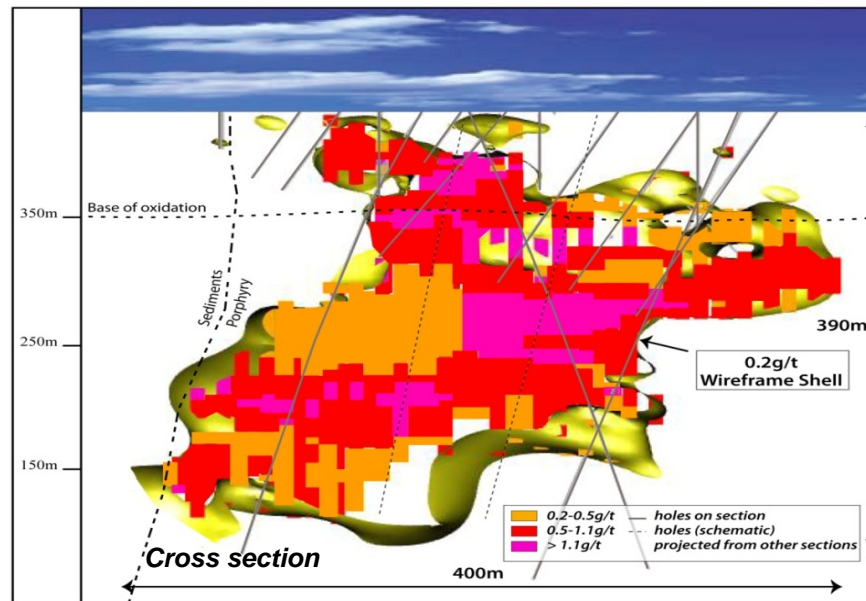 350m
Base of oxidation
Sediments
Porphyry
250m
390m
0.2g/t
Wireframe Shell
150m
0.2-0.5g/t holes on section
0.5-1.1g/t holes (schematic)
> 1.1g/t projected from other sections
Cross section
400m